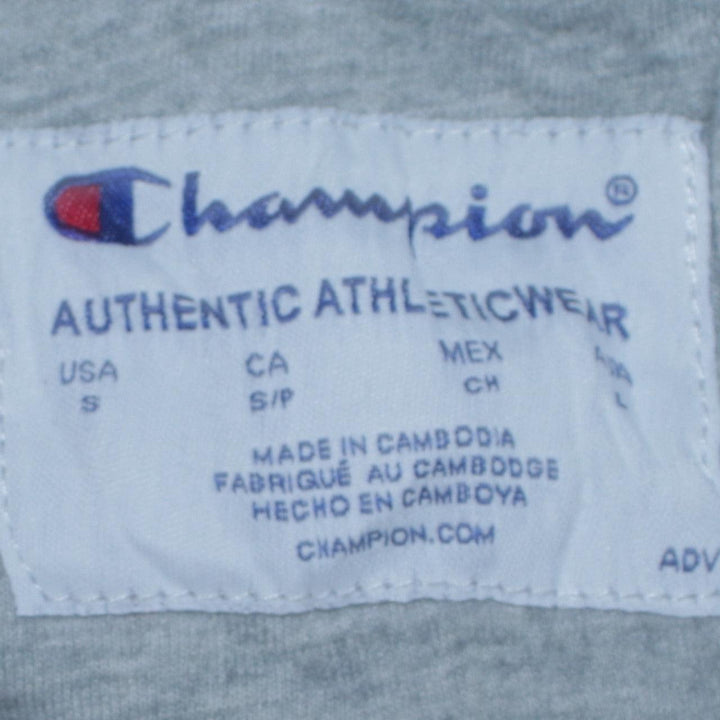 Champion®
AUTHENTIC ATHLETICWEAR
USA CA MEX ASIA
S S/P CH L
MADE IN CAMBODIA
FABRIQUÉ AU CAMBODGE
HECHO EN CAMBOYA
CHAMPION.COM
ADV